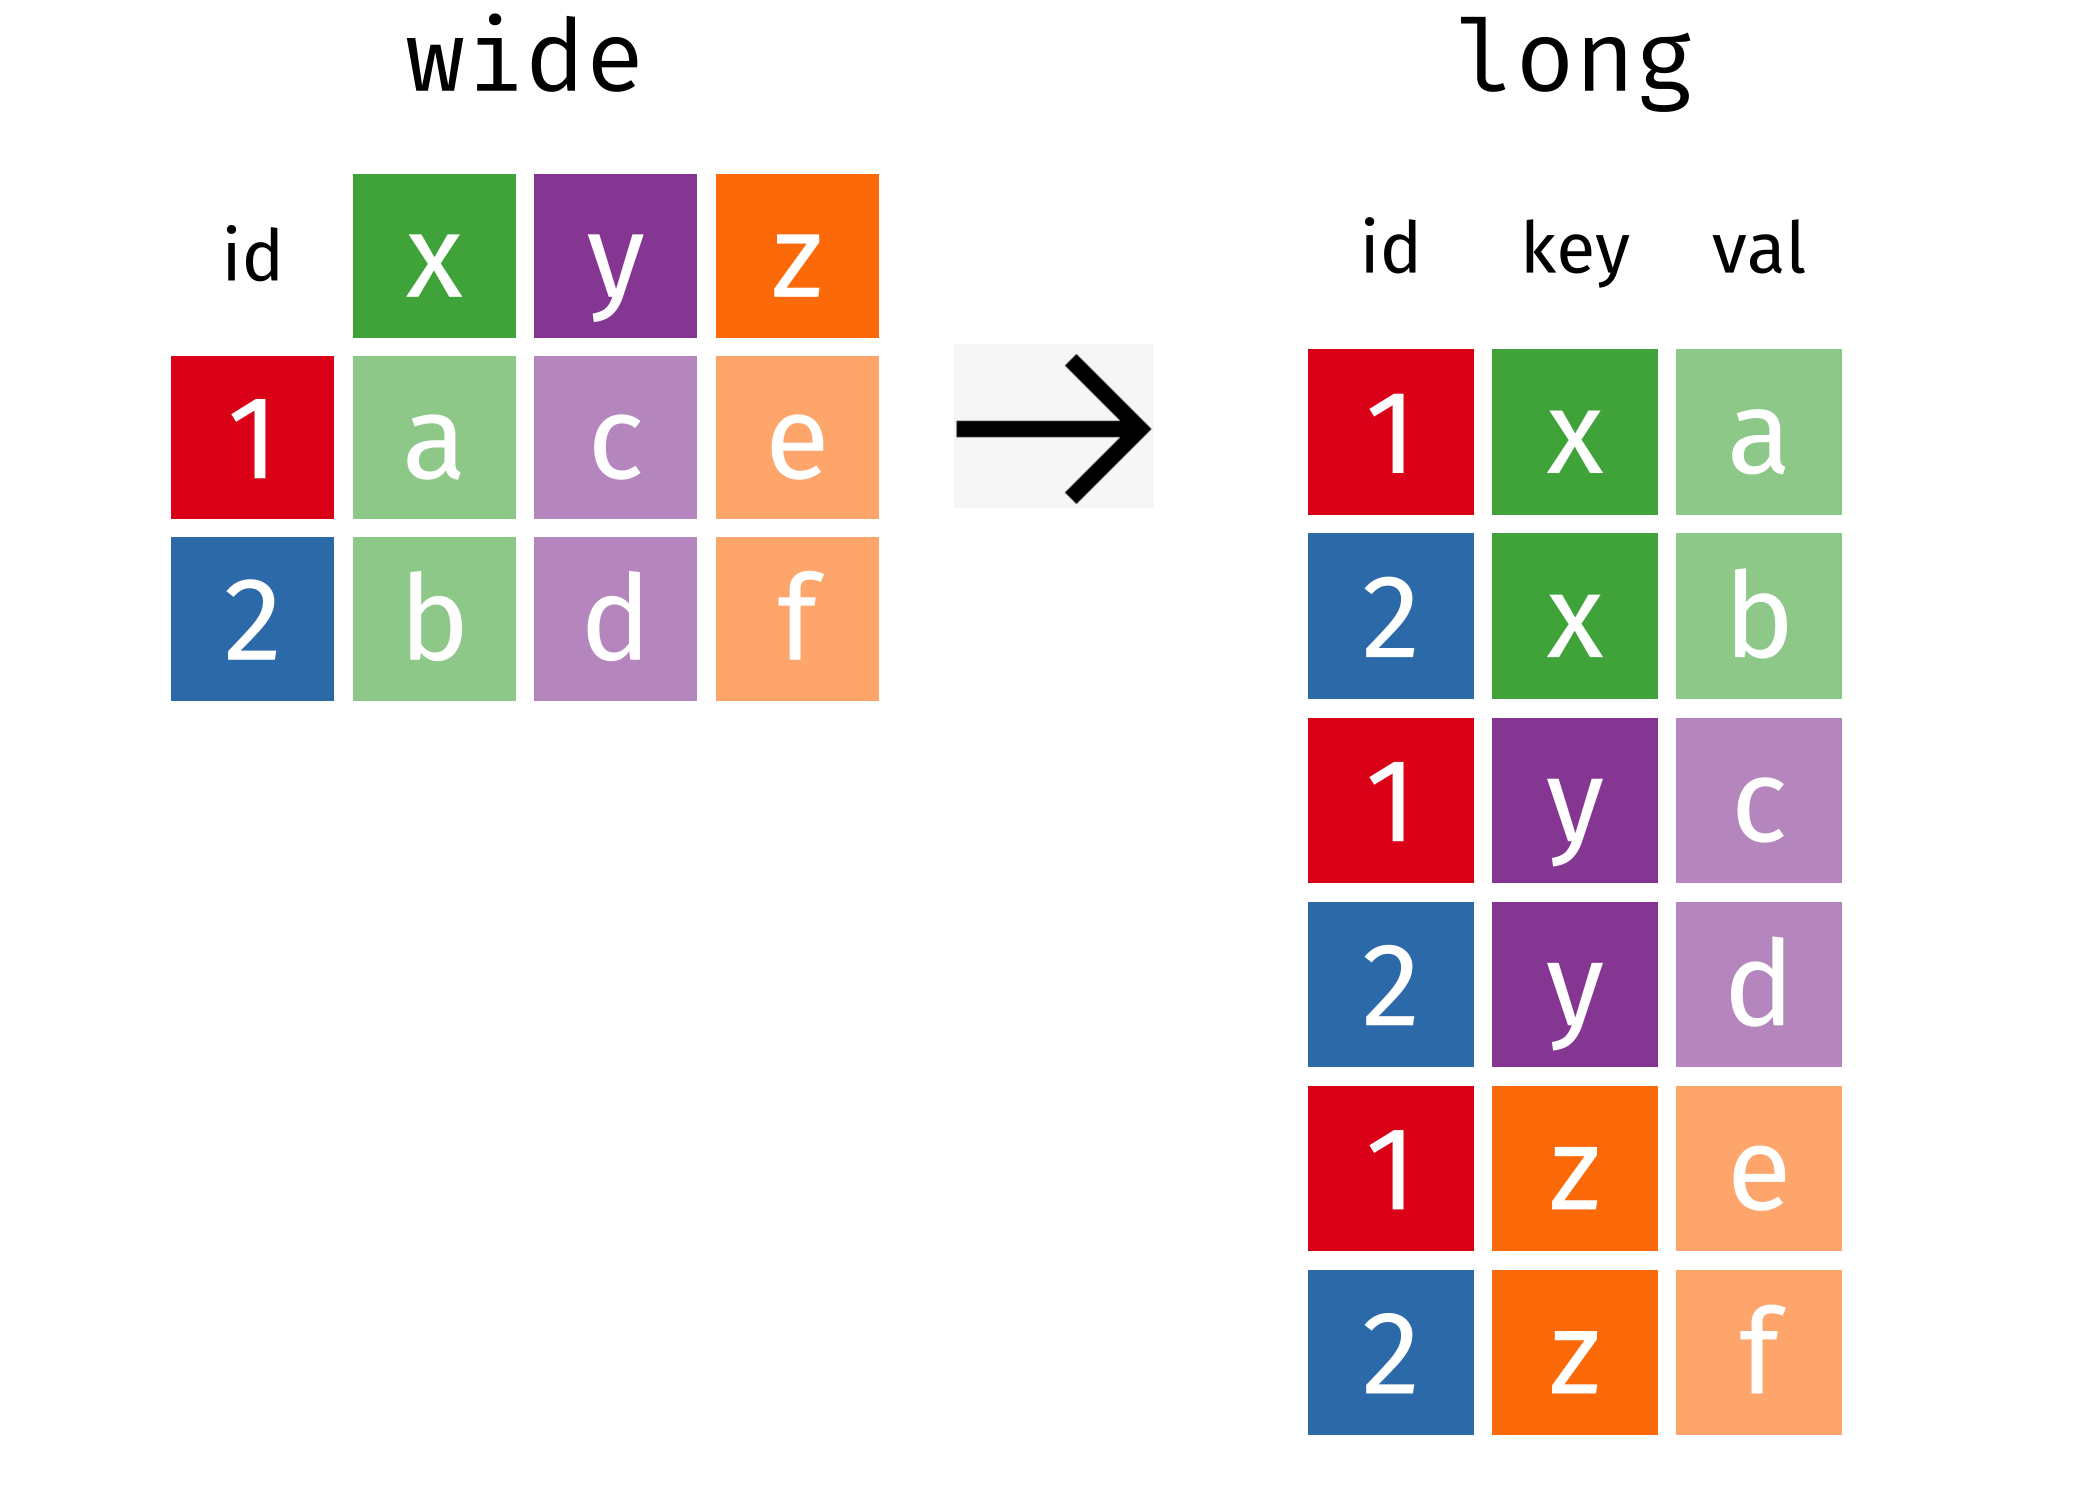 wide
id x y z
1 a c e
2 b d f
long
id key val
1 x a
2 x b
1 y c
2 y d
1 z e
2 z f